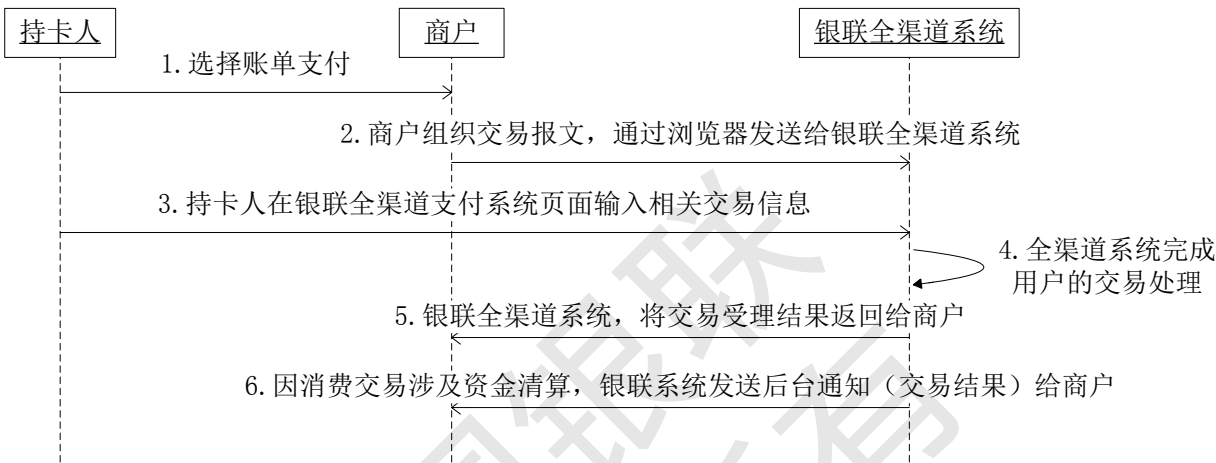 持卡人
商户
银联全渠道系统
1.选择账单支付
2.商户组织交易报文，通过浏览器发送给银联全渠道系统
3.持卡人在银联全渠道支付系统页面输入相关交易信息
4.全渠道系统完成
用户的交易处理
5.银联全渠道系统，将交易受理结果返回给商户
6.因消费交易涉及资金清算，银联系统发送后台通知（交易结果）给商户
银联
有